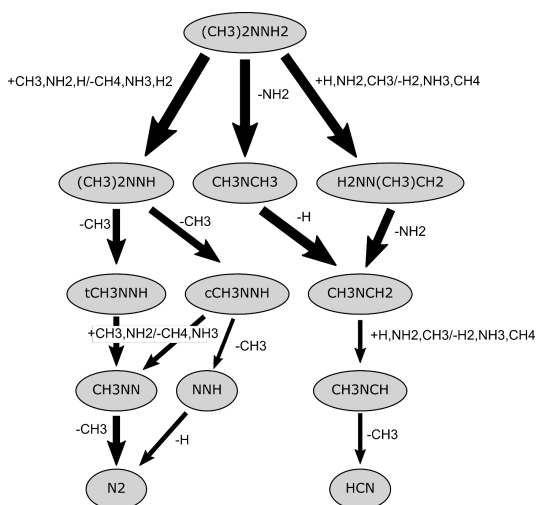 (CH3)2NNH2
+CH3,NH2,H/-CH4,NH3,H2
-NH2
+H,NH2,CH3/-H2,NH3,CH4
(CH3)2NNH
CH3NCH3
H2NN(CH3)CH2
-CH3
-CH3
-H
-NH2
tCH3NNH
cCH3NNH
CH3NCH2
+CH3,NH2/-CH4,NH3
-CH3
+H,NH2,CH3/-H2,NH3,CH4
CH3NN
NNH
CH3NCH
-CH3
-H
-CH3
N2
HCN